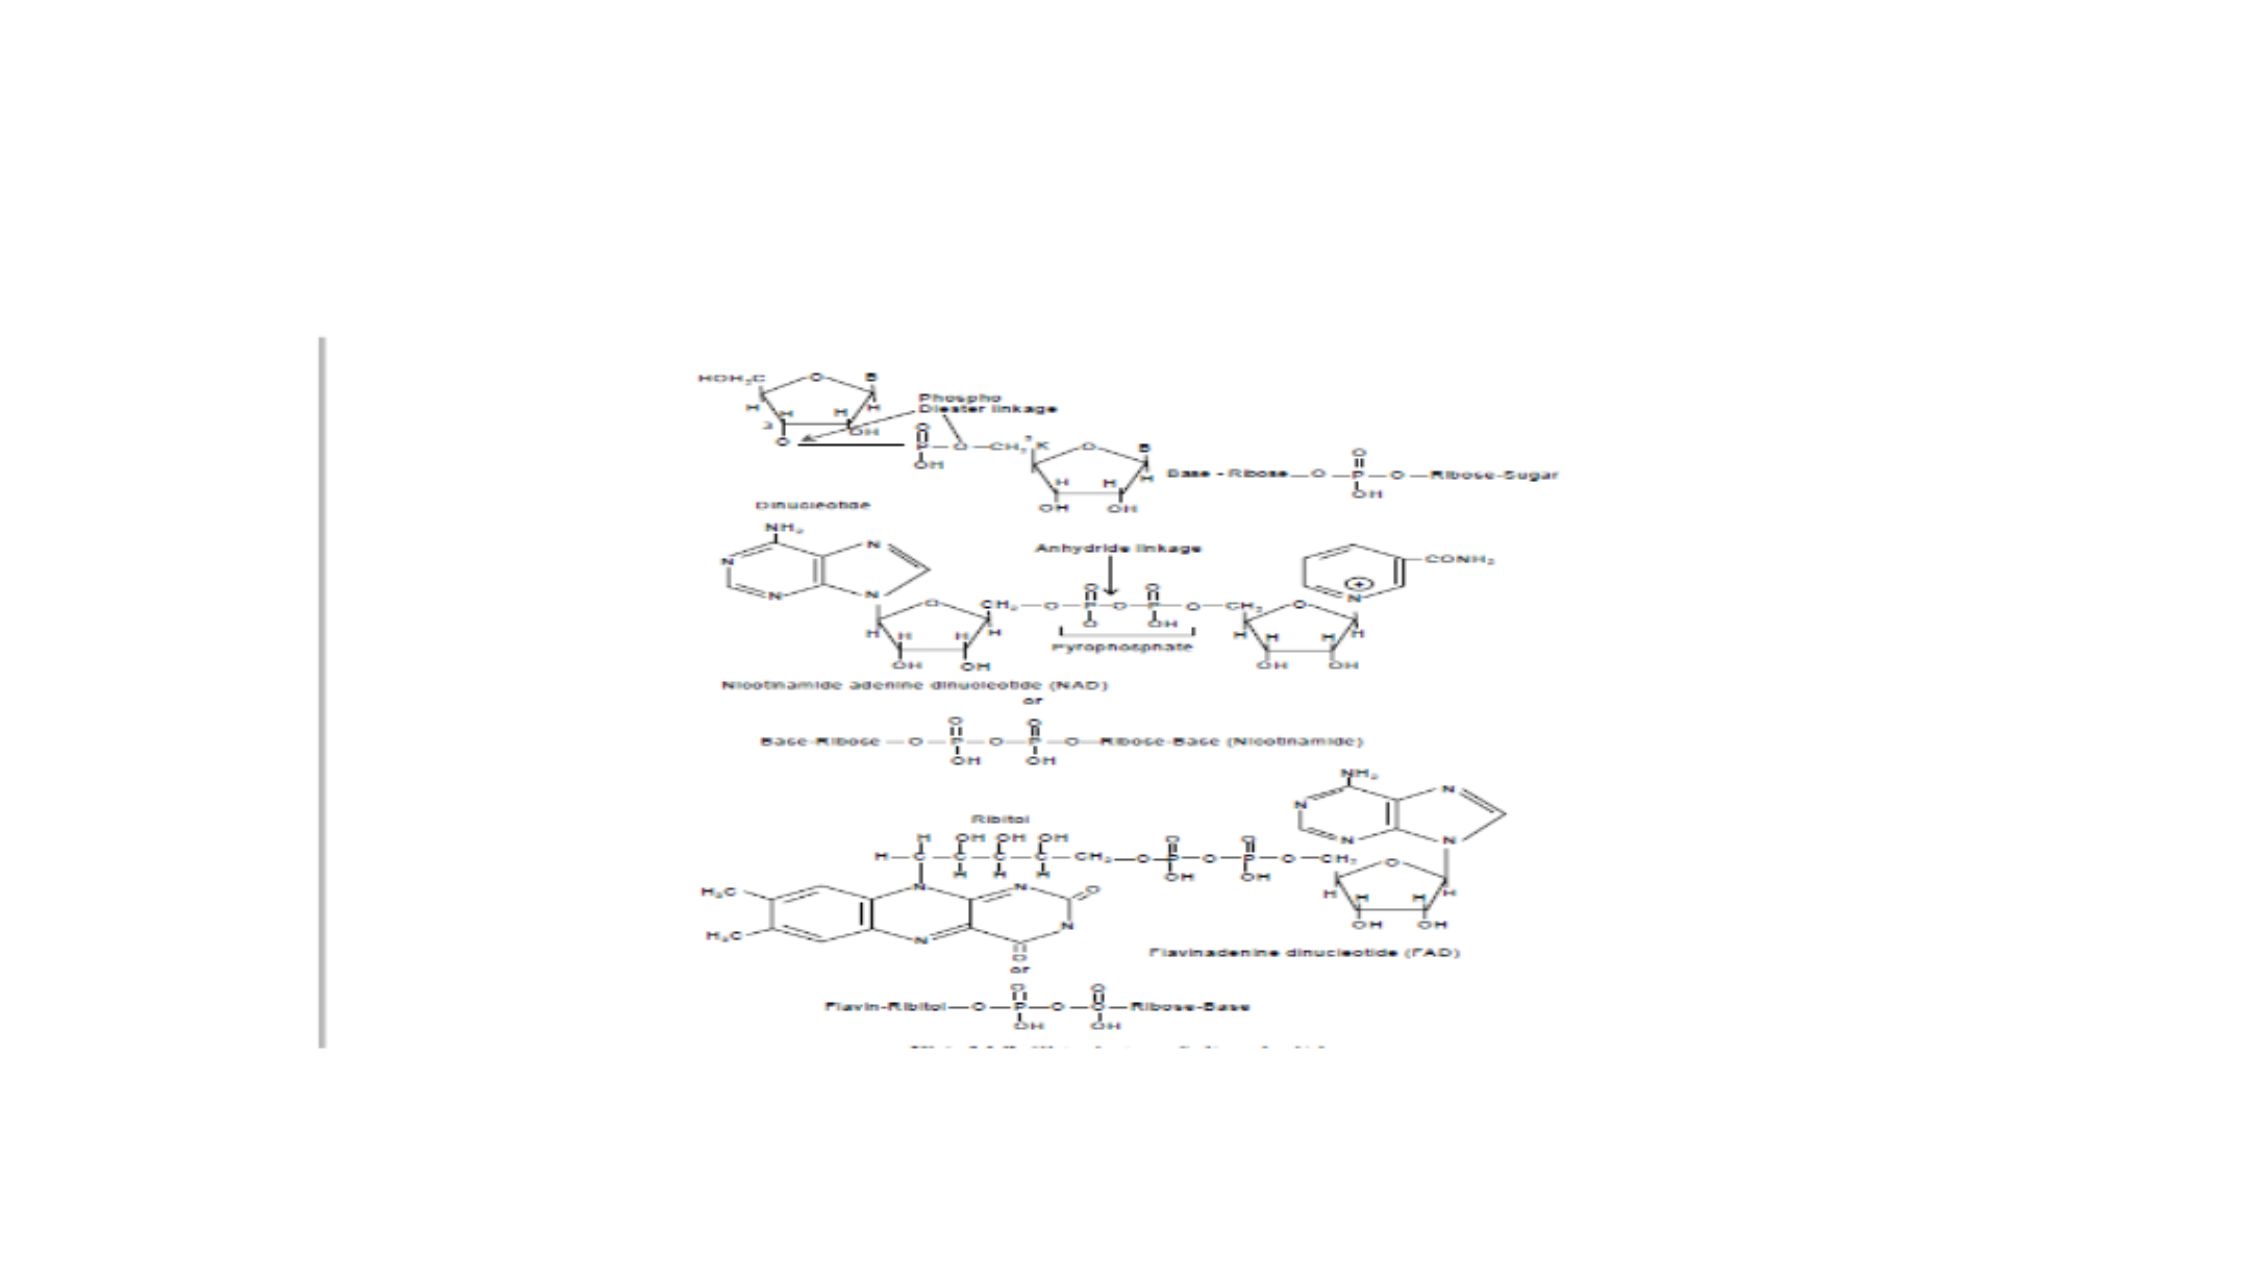 HOH₂C O B
Phospho
Diester linkage
H H H H
3 OH O
O P O CH₂ 5 K O B
OH
Base - Ribose—O—P—O—Ribose-Sugar
O
OH
H H H
OH OH
Dinucleotide
NH₂
N N
N N
Anhydride linkage
CONH₂
N
O CH₂—O—P—O—P—O—CH₂ O
O O
O OH
H H H H
H H H H
Pyrophosphate
OH OH
OH OH
Nicotinamide adenine dinucleotide (NAD)
or
O O
Base-Ribose—O—P—O—P—O—Ribose-Base (Nicotinamide)
OH OH
NH₂
N N
N N
Ribitol
H OH OH OH
H—C—C—C—C—CH₂—O—P—O—P—O—CH₂ O
H H H
O O
OH OH
H₃C N N O
H₃C N N
O
H H H H
OH OH
Flavinadenine dinucleotide (FAD)
or
O O
Flavin-Ribitol—O—P—O—O—Ribose-Base
OH OH